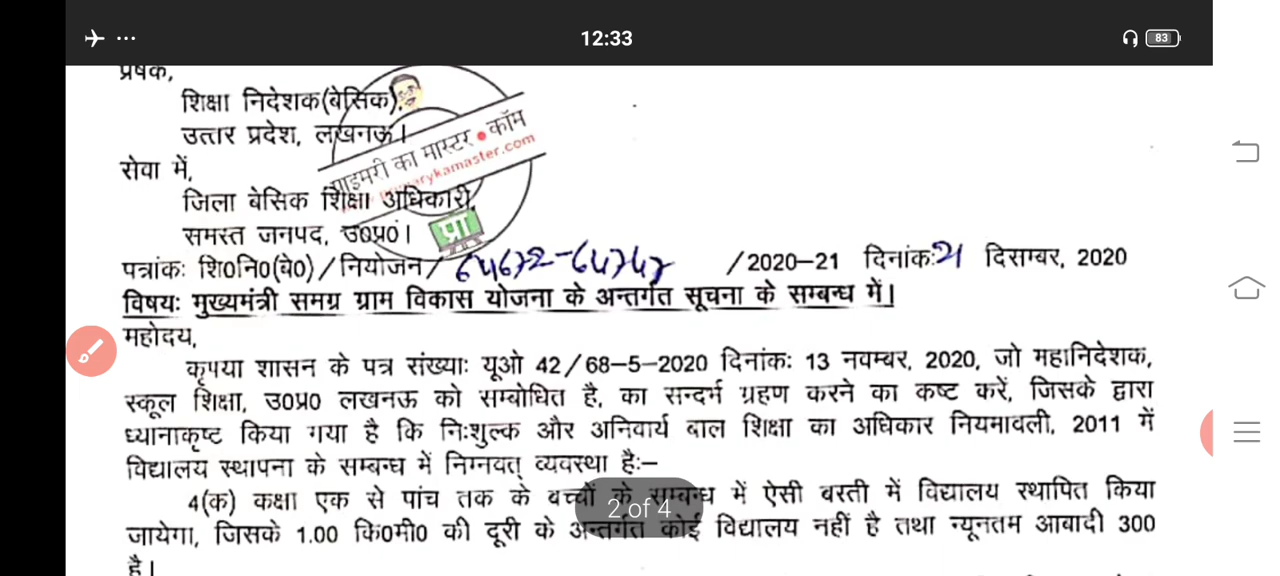 12:33
83
प्रेषक,
शिक्षा निदेशक(बेसिक),
उत्तार प्रदेश, लखनऊ।
प्राइमरी का मास्टर ● कॉम
सेवा में,
जिला बेसिक शिक्षा अधिकारी,
समस्त जनपद, उ0प्र0।
प्रा
पत्रांकः शि0नि0(बे0)/नियोजन/ /2020-21 दिनांकः21 दिसम्बर, 2020
विषयः मुख्यमंत्री समग्र ग्राम विकास योजना के अन्तर्गत सूचना के सम्बन्ध में।
महोदय,
कृपया शासन के पत्र संख्याः यूओ 42/68-5-2020 दिनांकः 13 नवम्बर, 2020, जो महानिदेशक,
स्कूल शिक्षा, उ0प्र0 लखनऊ को सम्बोधित है, का सन्दर्भ ग्रहण करने का कष्ट करें, जिसके द्वारा
ध्यानाकृष्ट किया गया है कि निःशुल्क और अनिवार्य बाल शिक्षा का अधिकार नियमावली, 2011 में
विद्यालय स्थापना के सम्बन्ध में निम्नवत् व्यवस्था हैः–
4(क) कक्षा एक से पांच तक के बच्चों के सम्बन्ध में ऐसी बस्ती में विद्यालय स्थापित किया
2 of 4
जायेगा, जिसके 1.00 कि0मी0 की दूरी के अन्तर्गत कोई विद्यालय नहीं है तथा न्यूनतम आबादी 300
है।